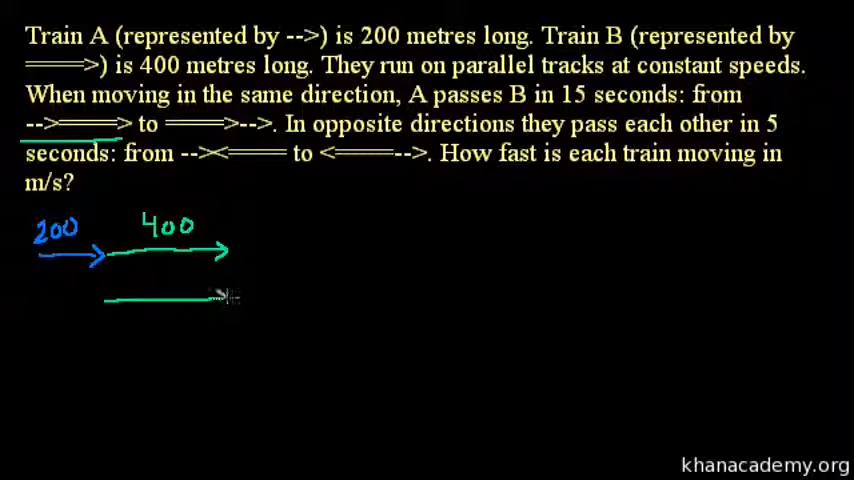 Train A (represented by -->) is 200 metres long. Train B (represented by
====>) is 400 metres long. They run on parallel tracks at constant speeds.
When moving in the same direction, A passes B in 15 seconds: from
-->====> to ====>-->. In opposite directions they pass each other in 5
seconds: from --><==== to <====-->. How fast is each train moving in
m/s?
200 400
khanacademy.org